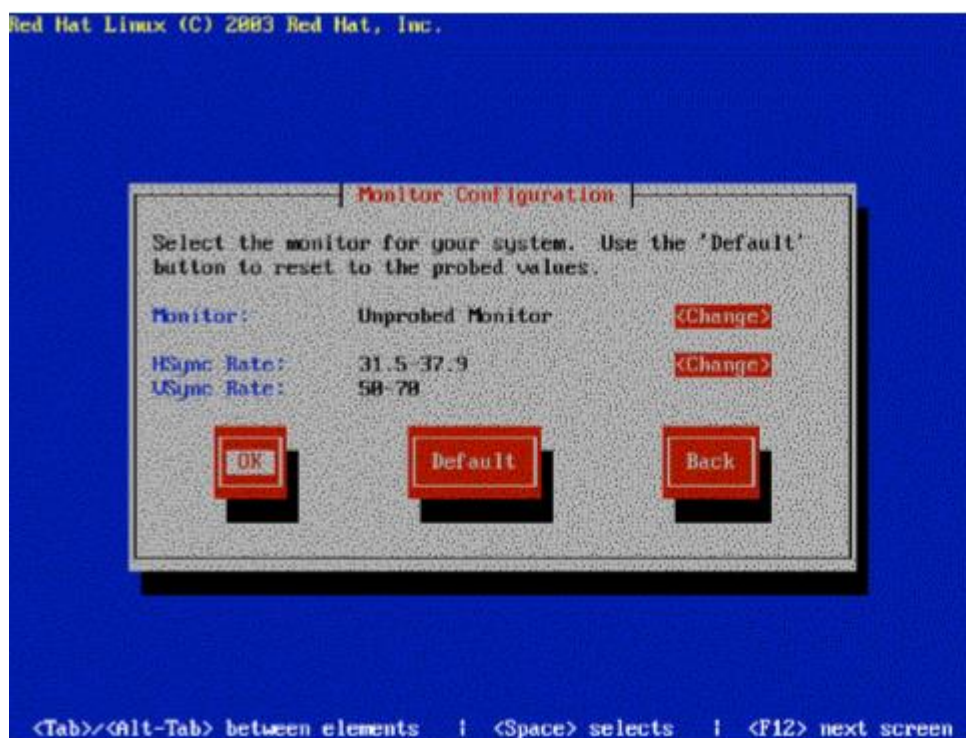 Red Hat Linux (C) 2003 Red Hat, Inc.
Monitor Configuration
Select the monitor for your system.  Use the 'Default'
button to reset to the probed values.
Monitor: Unprobed Monitor <Change>
HSync Rate: 31.5-37.9 <Change>
VSync Rate: 50-70
OK Default Back
<Tab>/<Alt-Tab> between elements | <Space> selects | <F12> next screen